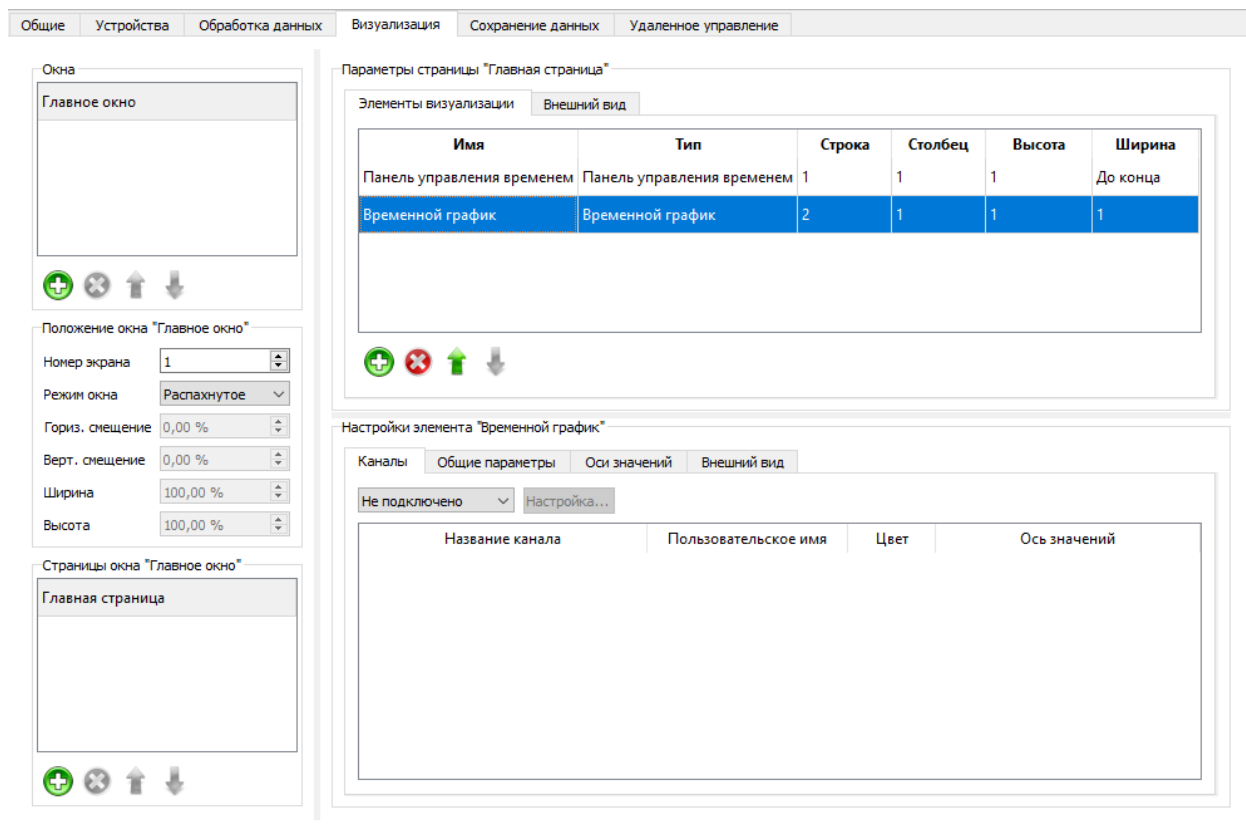 Общие Устройства Обработка данных Визуализация Сохранение данных Удаленное управление
Окна
Главное окно
Положение окна "Главное окно"
Номер экрана 1
Режим окна Распахнутое
Гориз. смещение 0,00 %
Верт. смещение 0,00 %
Ширина 100,00 %
Высота 100,00 %
Страницы окна "Главное окно"
Главная страница
Параметры страницы "Главная страница"
Элементы визуализации Внешний вид
Имя Тип Строка Столбец Высота Ширина
Панель управления временем Панель управления временем 1 1 1 До конца
Временной график Временной график 2 1 1 1
Настройки элемента "Временной график"
Каналы Общие параметры Оси значений Внешний вид
Не подключено Настройка...
Название канала Пользовательское имя Цвет Ось значений